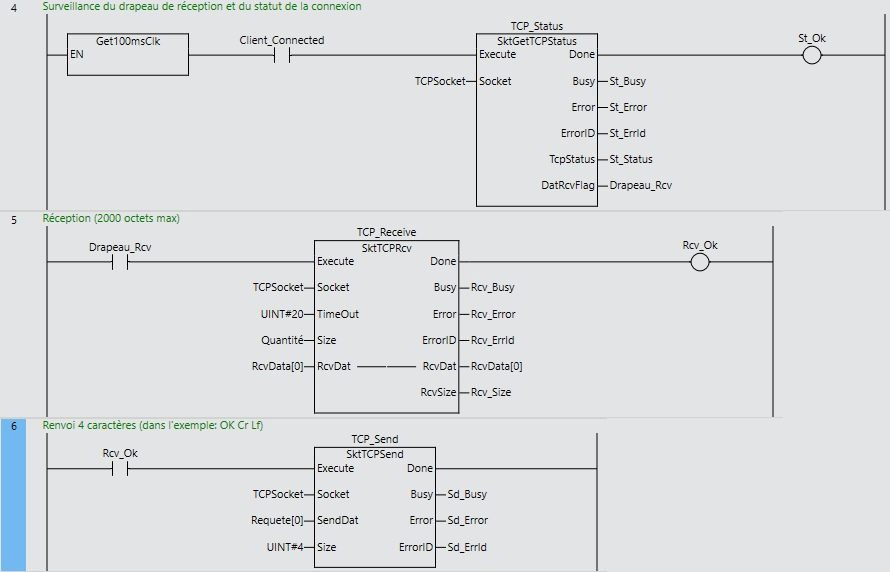 4 Surveillance du drapeau de réception et du statut de la connexion
TCP_Status
Get100msClk Client_Connected SktGetTCPStatus St_Ok
EN Execute Done
TCPSocket Socket Busy St_Busy
Error St_Error
ErrorID St_ErrId
TcpStatus St_Status
DatRcvFlag Drapeau_Rcv
5 Réception (2000 octets max)
TCP_Receive
Drapeau_Rcv SktTCPRcv Rcv_Ok
Execute Done
TCPSocket Socket Busy Rcv_Busy
UINT#20 TimeOut Error Rcv_Error
Quantité Size ErrorID Rcv_ErrId
RcvData[0] RcvDat RcvDat RcvData[0]
RcvSize Rcv_Size
6 Renvoi 4 caractères (dans l'exemple: OK Cr Lf)
TCP_Send
Rcv_Ok SktTCPSend
Execute Done
TCPSocket Socket Busy Sd_Busy
Requete[0] SendDat Error Sd_Error
UINT#4 Size ErrorID Sd_ErrId